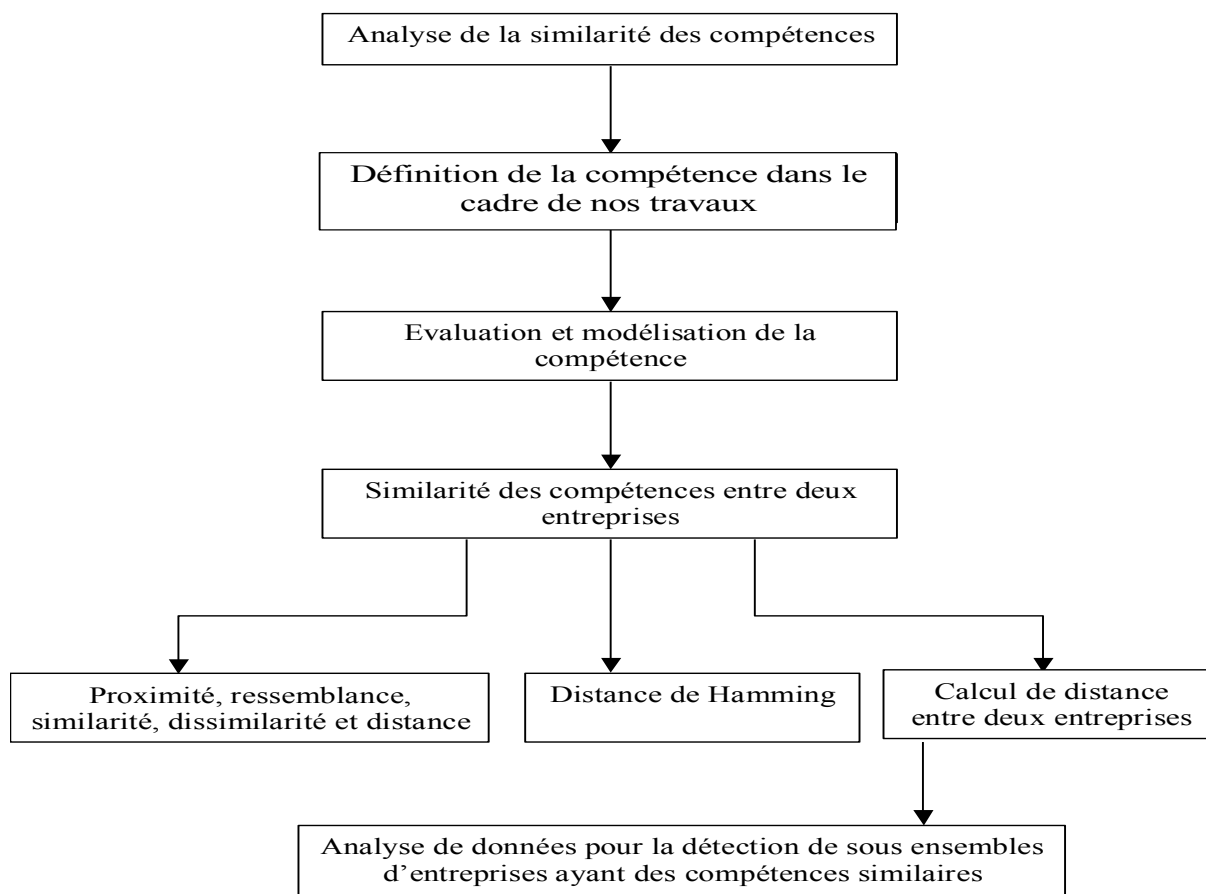 Analyse de la similarité des compétences
Définition de la compétence dans le
cadre de nos travaux
Evaluation et modélisation de la
compétence
Similarité des compétences entre deux
entreprises
Proximité, ressemblance,
similarité, dissimilarité et distance
Distance de Hamming
Calcul de distance
entre deux entreprises
Analyse de données pour la détection de sous ensembles
d’entreprises ayant des compétences similaires